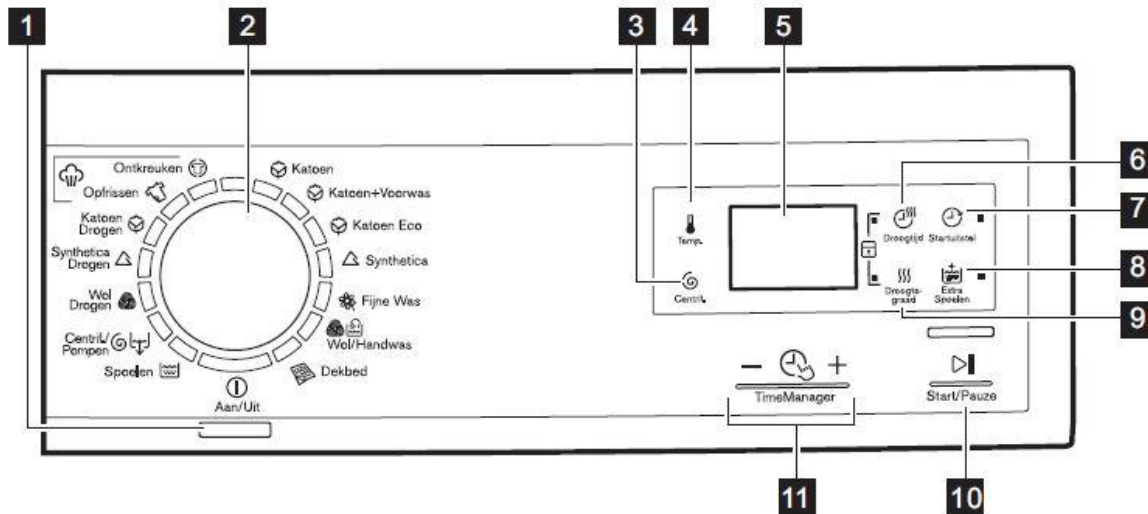 1
2
3
4
5
6
7
8
9
10
11
Ontkreuken
Opfrissen
Katoen
Drogen
Synthetica
Drogen
Wol
Drogen
Centrif./
Pompen
Spoelen
Aan/Uit
Katoen
Katoen+Voorwas
Katoen Eco
Synthetica
Fijne Was
Wol/Handwas
Dekbed
Temp.
Centrif.
Droogtijd
Startuitstel
Droogte-
graad
Extra
Spoelen
− +
TimeManager
Start/Pauze